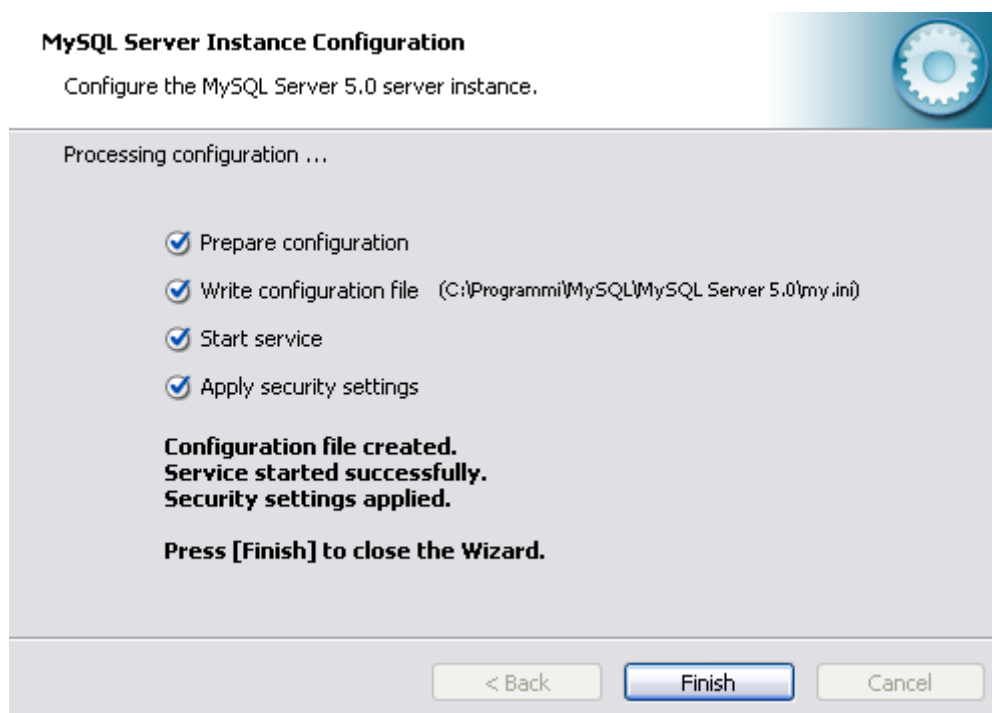 MySQL Server Instance Configuration
Configure the MySQL Server 5.0 server instance.
Processing configuration ...
Prepare configuration
Write configuration file (C:\Programmi\MySQL\MySQL Server 5.0\my.ini)
Start service
Apply security settings
Configuration file created.
Service started successfully.
Security settings applied.
Press [Finish] to close the Wizard.
< Back Finish Cancel